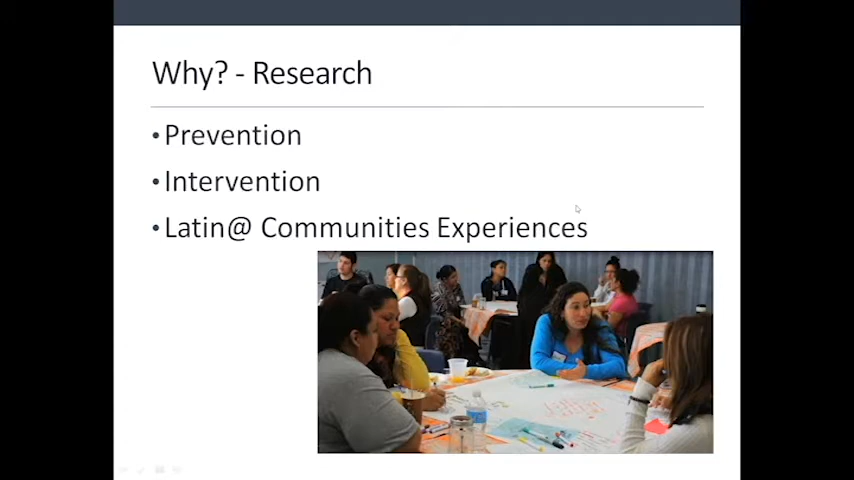 Why? - Research
•Prevention
•Intervention
•Latin@ Communities Experiences